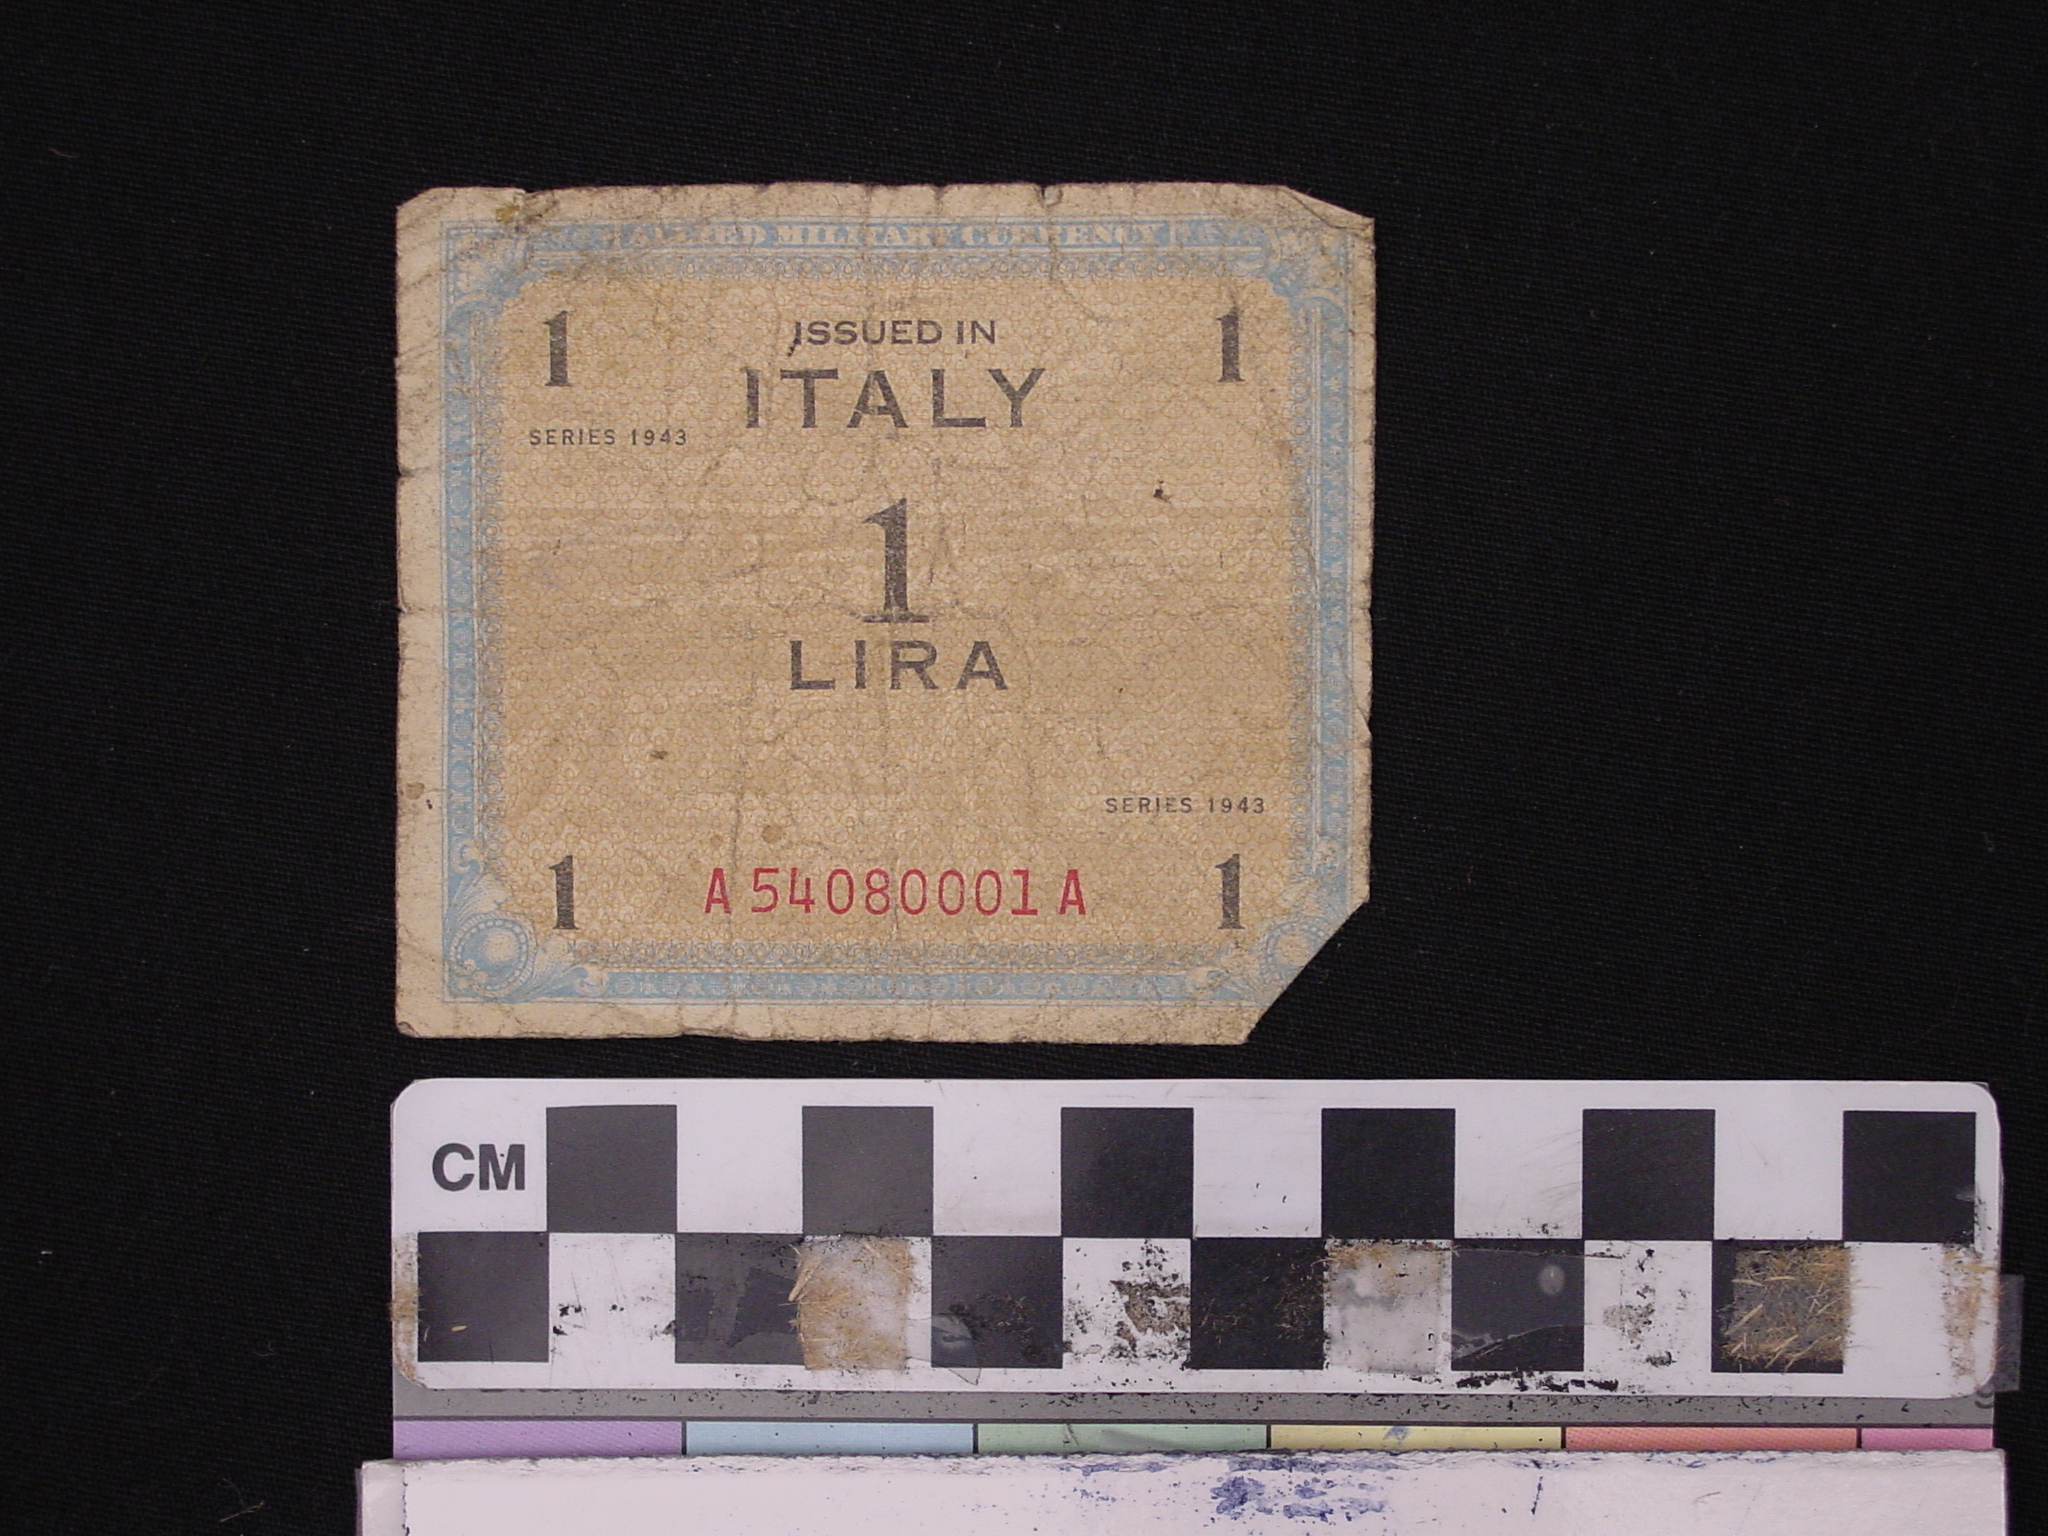 ALLIED MILITARY CURRENCY
1 ISSUED IN 1
ITALY
SERIES 1943
1
LIRA
SERIES 1943
1 A 54080001 A 1
CM